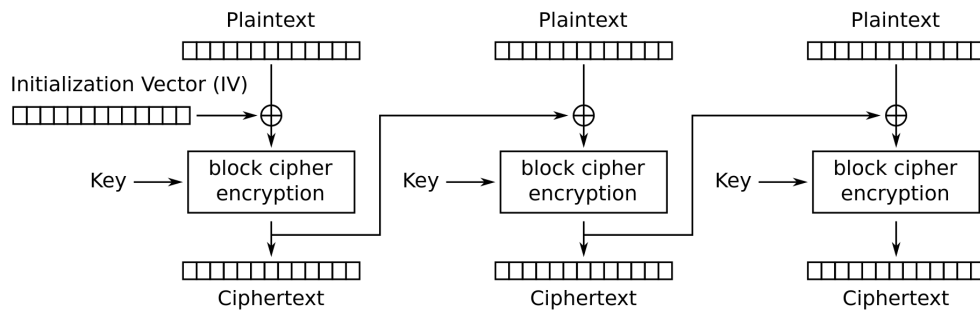 Plaintext
Plaintext
Plaintext
Initialization Vector (IV)
Key
block cipher
encryption
Key
block cipher
encryption
Key
block cipher
encryption
Ciphertext
Ciphertext
Ciphertext